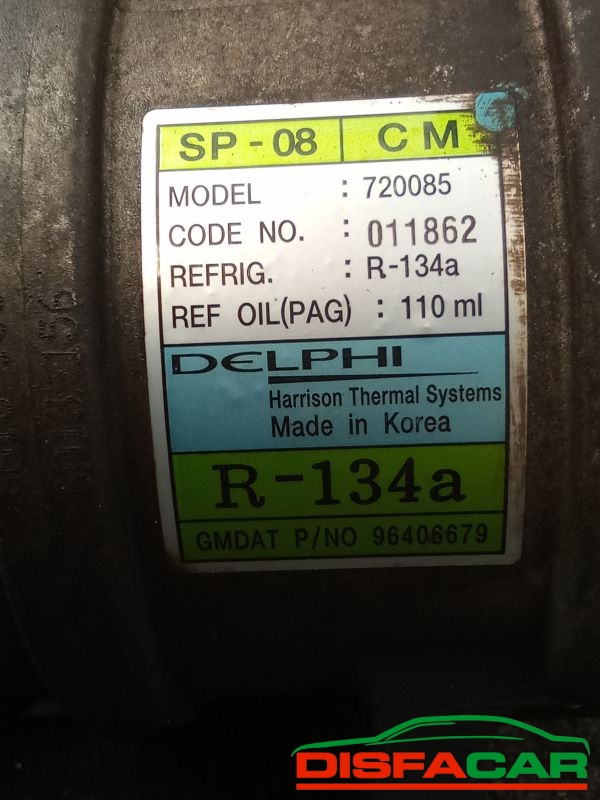 SP-08 CM
MODEL : 720085
CODE NO. : 011862
REFRIG. : R-134a
REF OIL(PAG) : 110 ml
DELPHI
Harrison Thermal Systems
Made in Korea
R-134a
GMDAT P/NO 96406679
DISFACAR